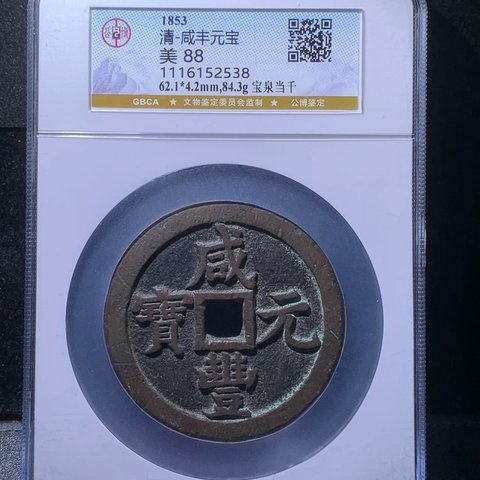 1853
清-咸丰元宝
美 88
1116152538
62.1*4.2mm,84.3g 宝泉当千
GBCA ★ 文物鉴定委员会监制 ★ 公博鉴定
咸
豐
元
寶